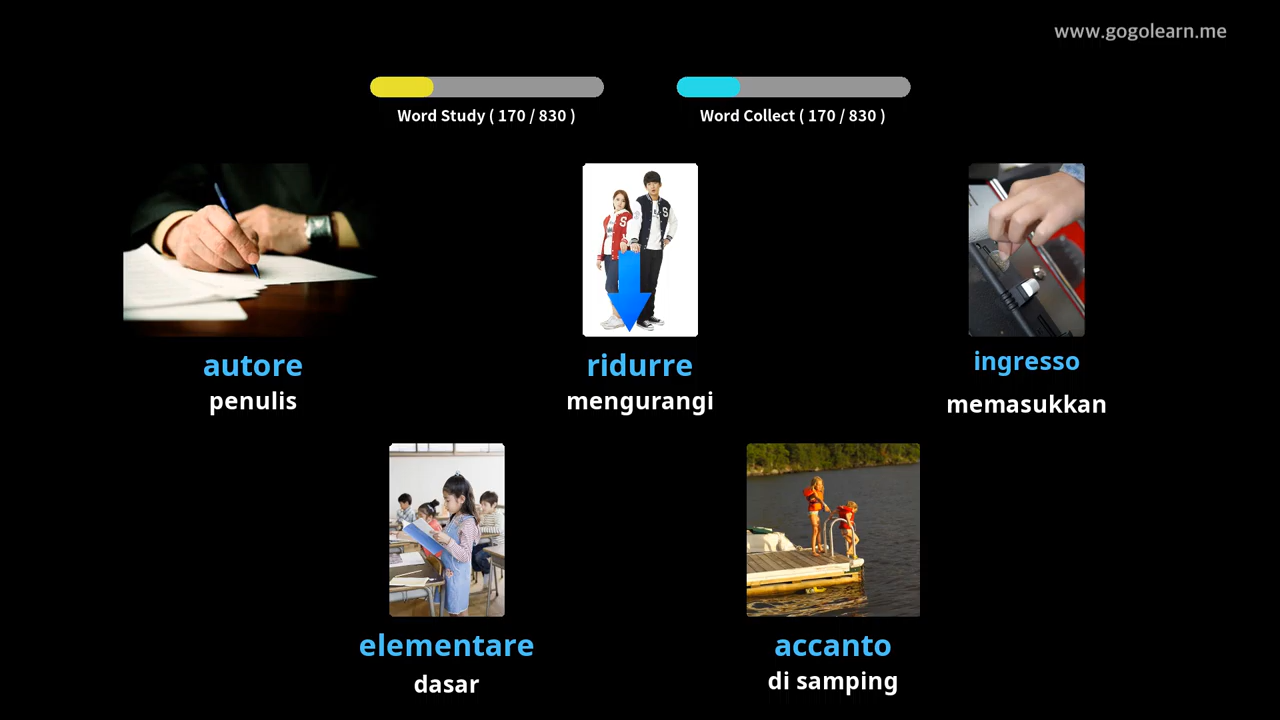 www.gogolearn.me
Word Study ( 170 / 830 )
Word Collect ( 170 / 830 )
autore
penulis
ridurre
mengurangi
ingresso
memasukkan
elementare
dasar
accanto
di samping